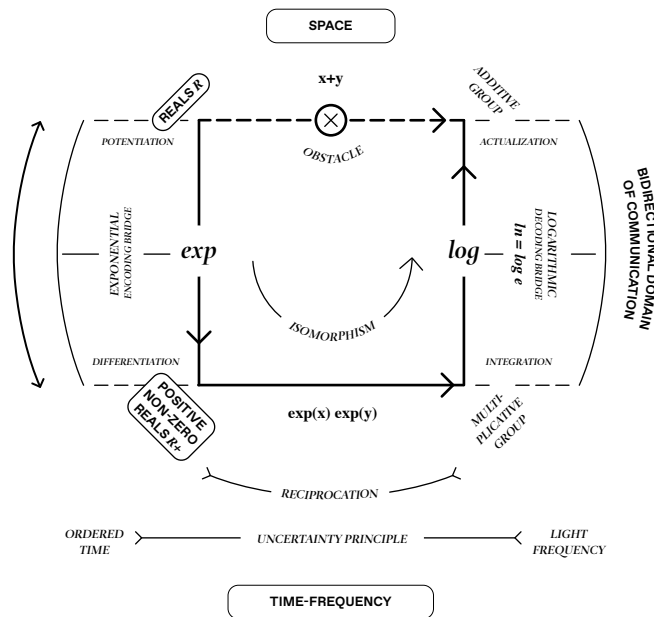 SPACE
x+y
REALS R
ADDITIVE
GROUP
OBSTACLE
POTENTIATION
ACTUALIZATION
EXPONENTIAL
ENCODING BRIDGE
exp
log
ln = log e
LOGARITHMIC
DECODING BRIDGE
BIDIRECTIONAL DOMAIN
OF COMMUNICATION
ISOMORPHISM
DIFFERENTIATION
INTEGRATION
POSITIVE
NON-ZERO
REALS R+
exp(x) exp(y)
MULTI-
PLICATIVE
GROUP
RECIPROCATION
ORDERED
TIME
UNCERTAINTY PRINCIPLE
LIGHT
FREQUENCY
TIME-FREQUENCY